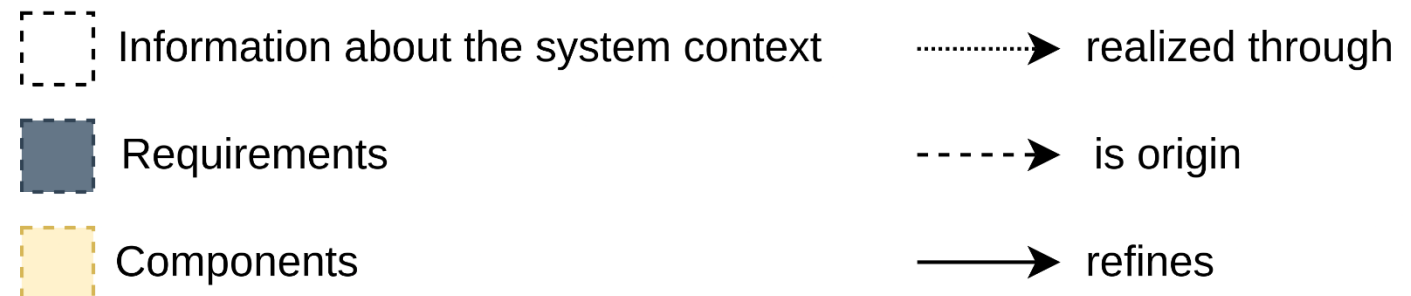 Information about the system context
realized through
Requirements
is origin
Components
refines